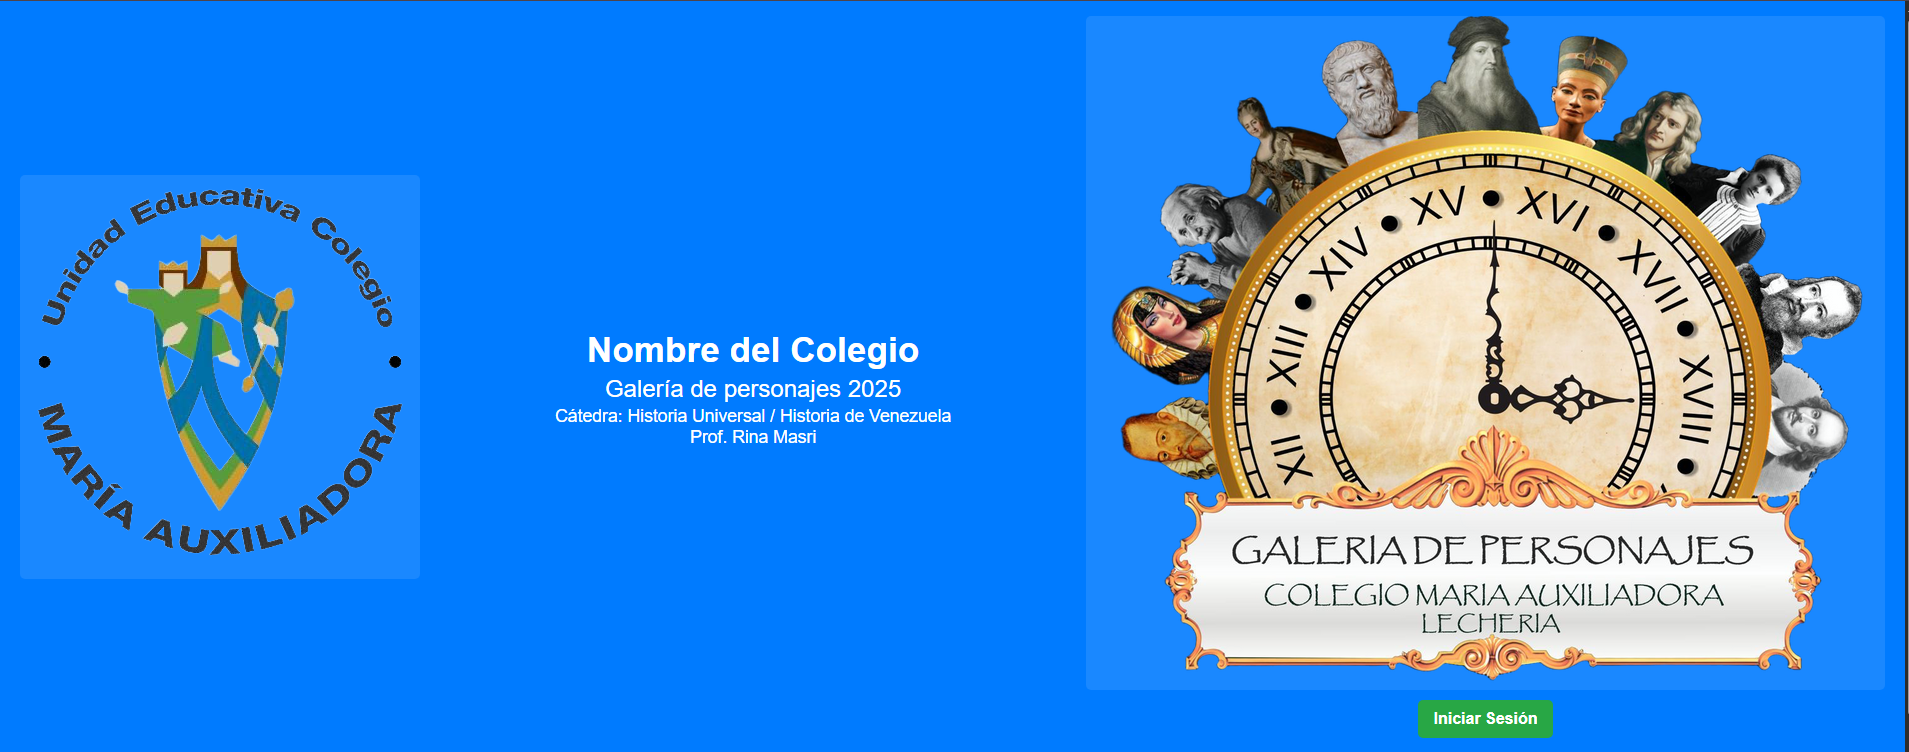 Unidad Educativa Colegio
MARÍA AUXILIADORA
Nombre del Colegio
Galería de personajes 2025
Cátedra: Historia Universal / Historia de Venezuela
Prof. Rina Masri
XII • XIII • XIV • XV • XVI • XVII • XVIII
GALERIA DE PERSONAJES
COLEGIO MARIA AUXILIADORA
LECHERIA
Iniciar Sesión